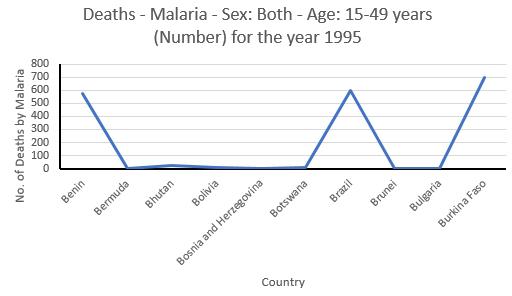 Deaths - Malaria - Sex: Both - Age: 15-49 years
(Number) for the year 1995
No. of Deaths by Malaria
800
700
600
500
400
300
200
100
0
Benin
Bermuda
Bhutan
Bolivia
Bosnia and Herzegovina
Botswana
Brazil
Brunei
Bulgaria
Burkina Faso
Country